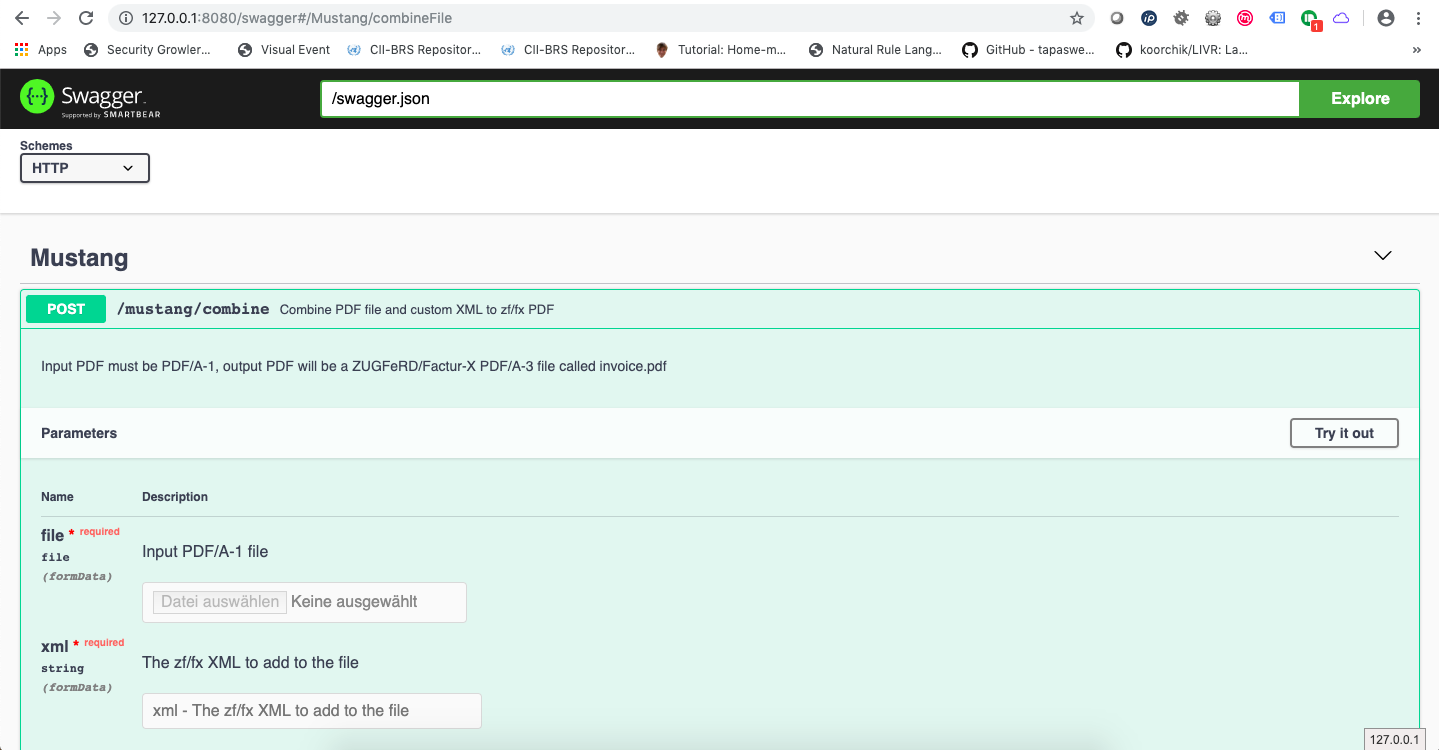 127.0.0.1:8080/swagger#/Mustang/combineFile
Apps Security Growler... Visual Event CII-BRS Repositor... CII-BRS Repositor... Tutorial: Home-m... Natural Rule Lang... GitHub - tapaswe... koorchik/LIVR: La... »
{···} Swagger /swagger.json Explore
Supported by SMARTBEAR
Schemes
HTTP
Mustang
POST /mustang/combine Combine PDF file and custom XML to zf/fx PDF
Input PDF must be PDF/A-1, output PDF will be a ZUGFeRD/Factur-X PDF/A-3 file called invoice.pdf
Parameters Try it out
Name Description
file * required
file
(formData)
Input PDF/A-1 file
Datei auswählen Keine ausgewählt
xml * required
string
(formData)
The zf/fx XML to add to the file
xml - The zf/fx XML to add to the file
127.0.0.1